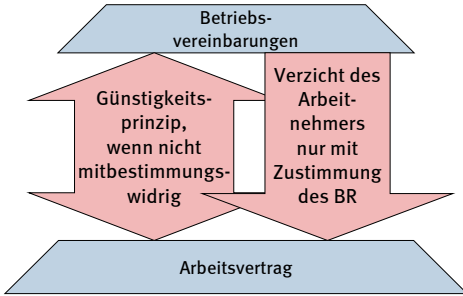 Betriebs-
vereinbarungen
Günstigkeits-
prinzip,
wenn nicht
mitbestimmungs-
widrig
Verzicht des
Arbeit-
nehmers
nur mit
Zustimmung
des BR
Arbeitsvertrag